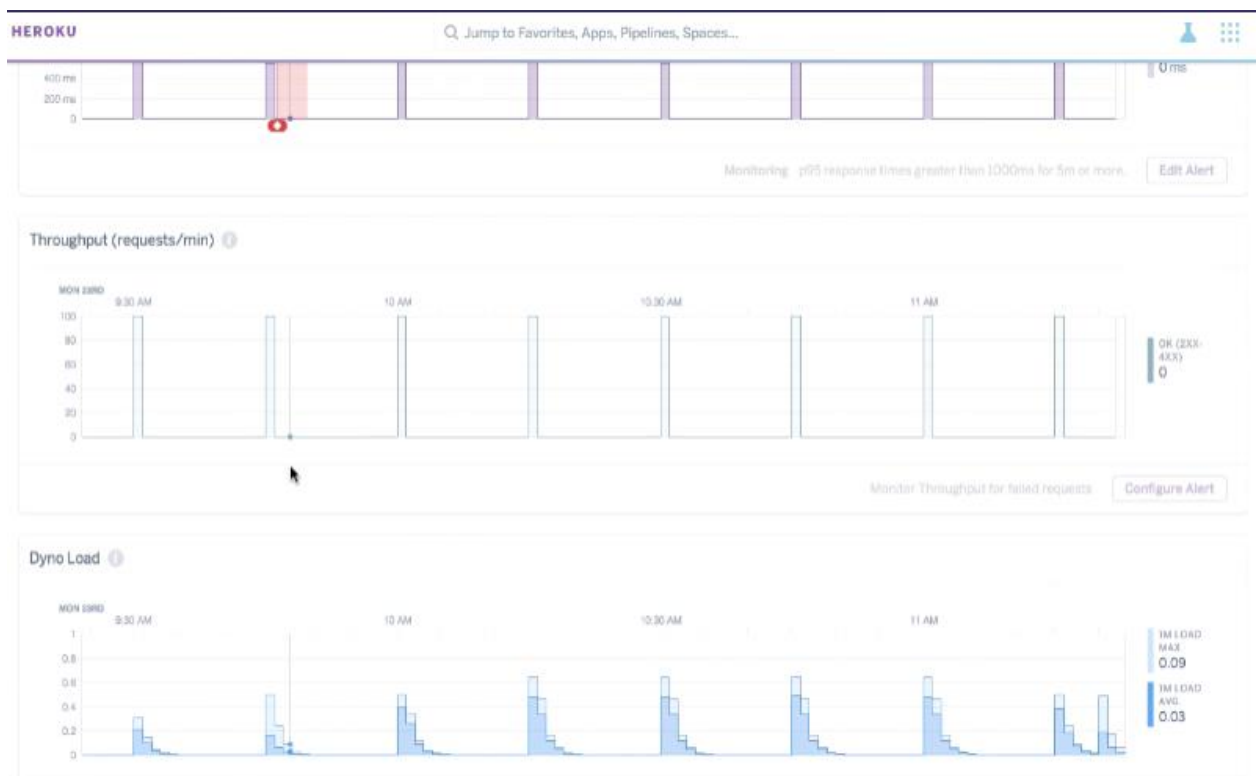 HEROKU
Jump to Favorites, Apps, Pipelines, Spaces...
400 ms
200 ms
0
0 ms
Monitoring p95 response times greater than 1000ms for 5m or more.
Edit Alert
Throughput (requests/min)
MON 23RD
9:30 AM 10 AM 10:30 AM 11 AM
100
80
60
40
20
0
OK (2XX-
4XX)
0
Monitor Throughput for failed requests
Configure Alert
Dyno Load
MON 23RD
9:30 AM 10 AM 10:30 AM 11 AM
1
0.8
0.6
0.4
0.2
0
1M LOAD
MAX
0.09
1M LOAD
AVG
0.03